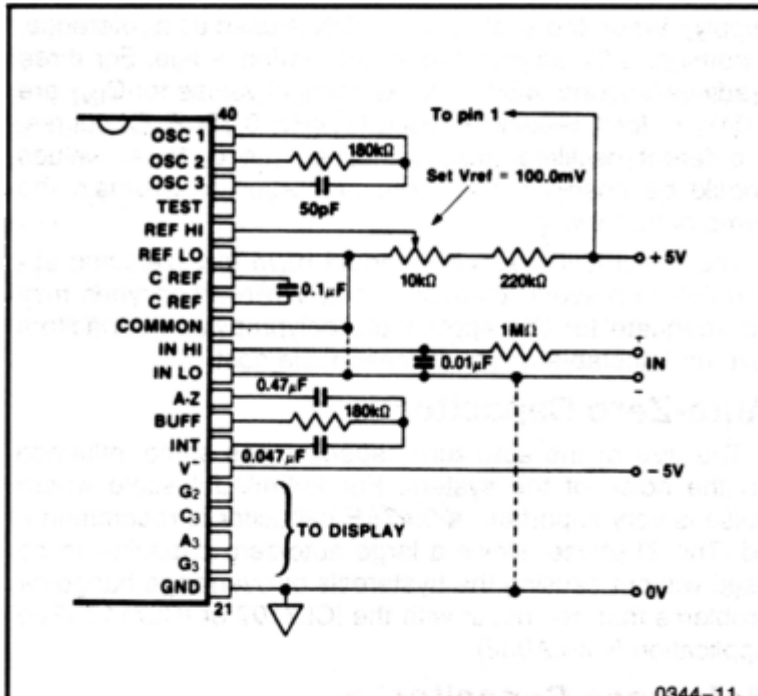 40
OSC 1
OSC 2
OSC 3
TEST
REF HI
REF LO
C REF
C REF
COMMON
IN HI
IN LO
A-Z
BUFF
INT
V⁻
G₂
C₃
A₃
G₃
GND
21
180kΩ
50pF
To pin 1
Set Vref = 100.0mV
10kΩ
220kΩ
+5V
0.1μF
1MΩ
0.01μF
+
IN
−
0.47μF
180kΩ
0.047μF
−5V
TO DISPLAY
0V
0344–11